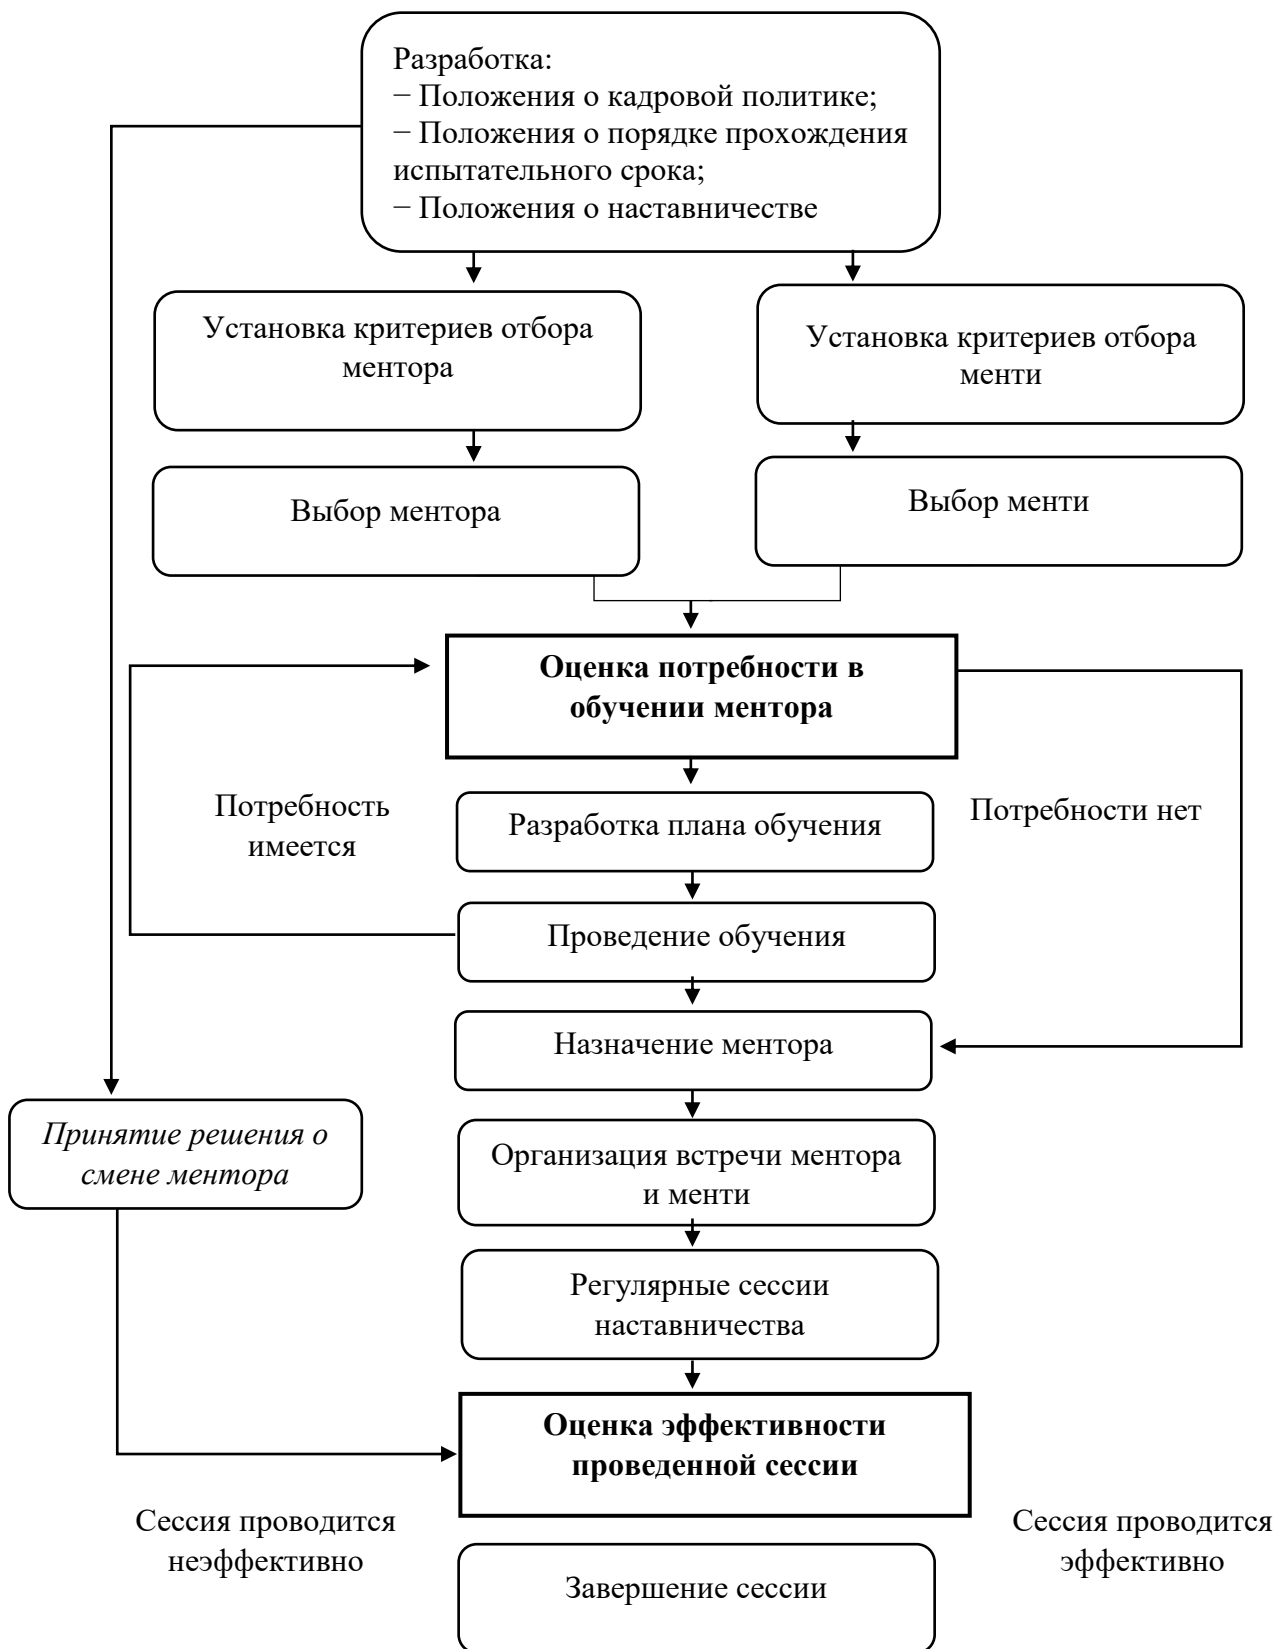 Разработка:
− Положения о кадровой политике;
− Положения о порядке прохождения
испытательного срока;
− Положения о наставничестве
Установка критериев отбора
ментора
Установка критериев отбора
менти
Выбор ментора
Выбор менти
Оценка потребности в
обучении ментора
Потребность
имеется
Разработка плана обучения
Потребности нет
Проведение обучения
Назначение ментора
Принятие решения о
смене ментора
Организация встречи ментора
и менти
Регулярные сессии
наставничества
Оценка эффективности
проведенной сессии
Сессия проводится
неэффективно
Сессия проводится
эффективно
Завершение сессии